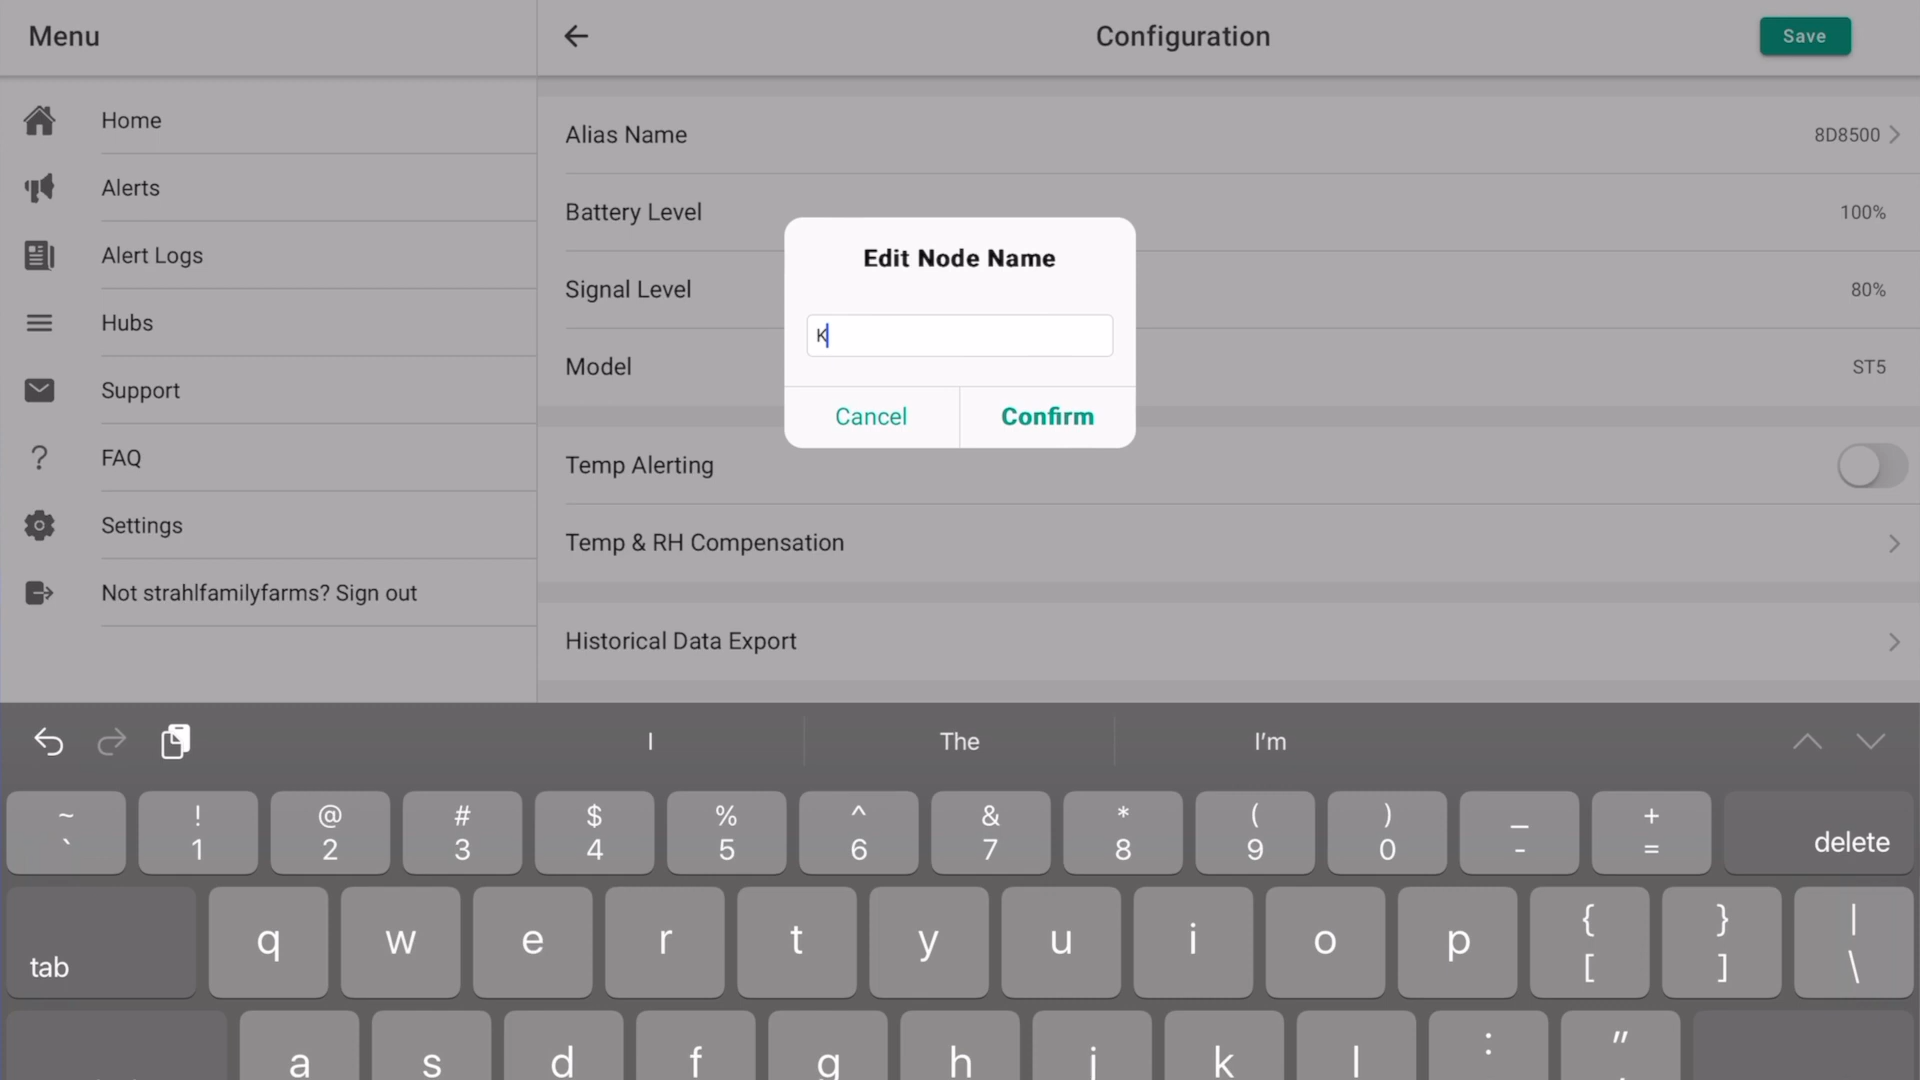 Menu
Configuration
Save
Home
Alerts
Alert Logs
Hubs
Support
FAQ
Settings
Not strahlfamilyfarms? Sign out
Alias Name
8D8500
Battery Level
100%
Signal Level
80%
Model
ST5
Temp Alerting
Temp & RH Compensation
Historical Data Export
Edit Node Name
K
Cancel
Confirm
I
The
I'm
~ ! @ # $ % ^ & * ( ) _ +
` 1 2 3 4 5 6 7 8 9 0 - = delete
tab q w e r t y u i o p { [ } ] | \
a s d f g h j k l : "